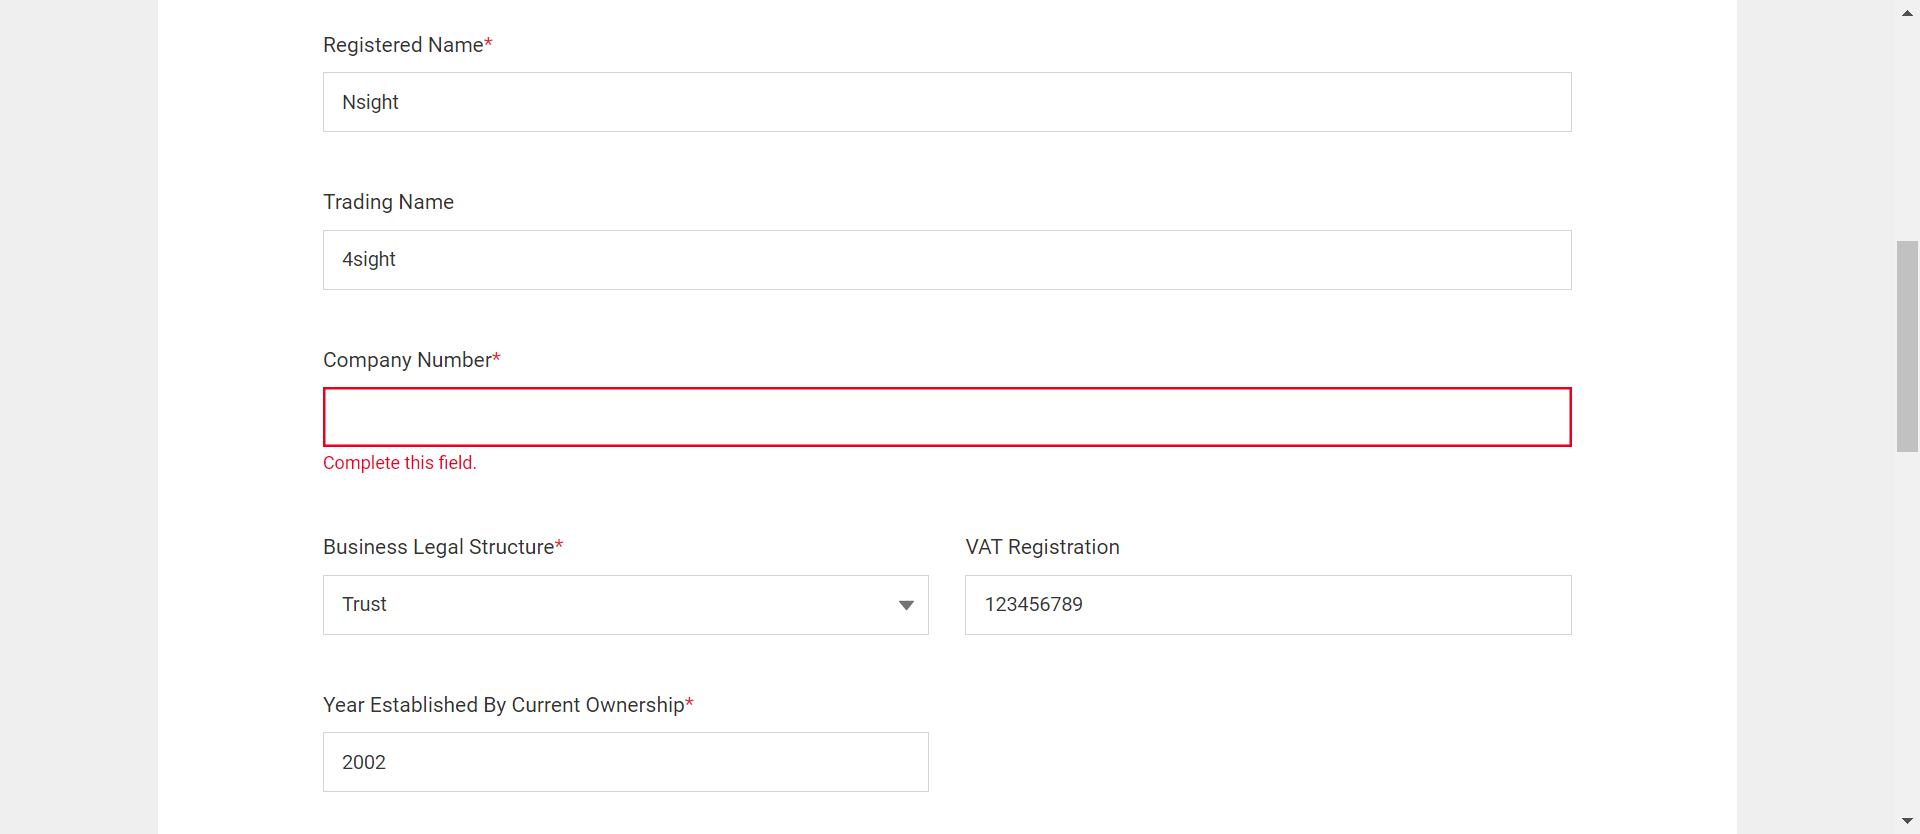 Registered Name*
Nsight
Trading Name
4sight
Company Number*
Complete this field.
Business Legal Structure*
VAT Registration
Trust
123456789
Year Established By Current Ownership*
2002